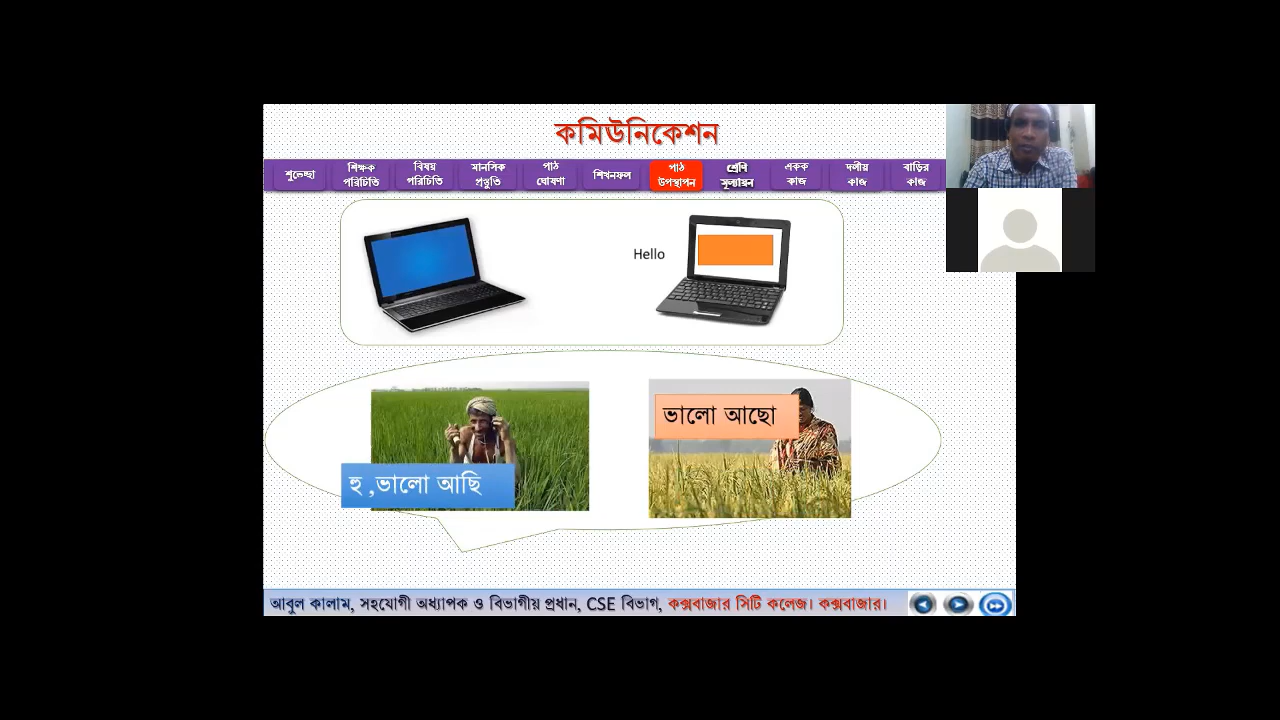 কমিউনিকেশন
শুভেচ্ছা
শিক্ষক
পরিচিতি
বিষয়
পরিচিতি
মানসিক
প্রস্তুতি
পাঠ
ঘোষণা
শিখনফল
পাঠ
উপস্থাপন
শ্রেণি
মুল্যায়ন
একক
কাজ
দলীয়
কাজ
বাড়ির
কাজ
Hello
ভালো আছো
হু ,ভালো আছি
আবুল কালাম, সহযোগী অধ্যাপক ও বিভাগীয় প্রধান, CSE বিভাগ, কক্সবাজার সিটি কলেজ। কক্সবাজার।